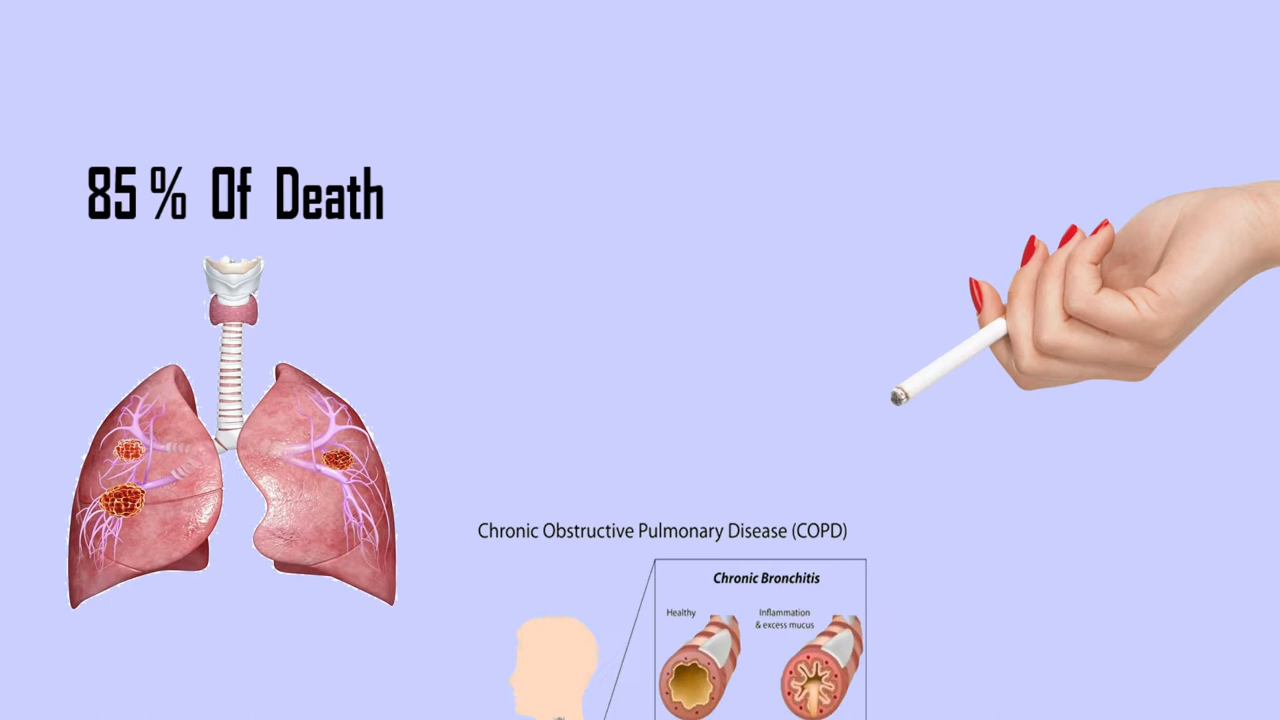 85 % Of Death
Chronic Obstructive Pulmonary Disease (COPD)
Chronic Bronchitis
Healthy
Inflammation
& excess mucus